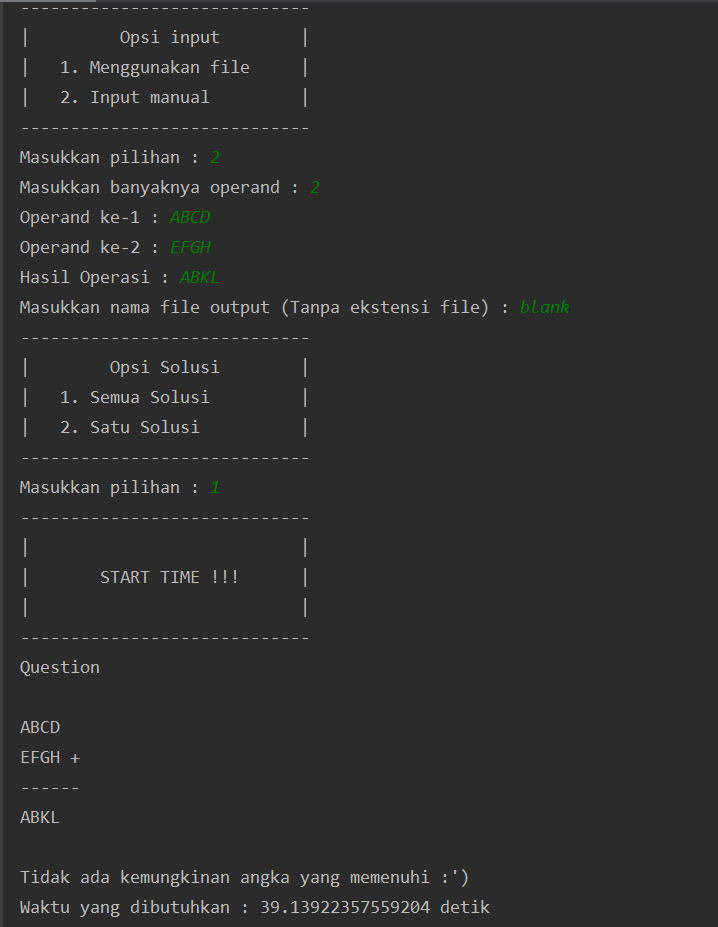 -----------------------------
|         Opsi input        |
|   1. Menggunakan file     |
|   2. Input manual         |
-----------------------------
Masukkan pilihan : 2
Masukkan banyaknya operand : 2
Operand ke-1 : ABCD
Operand ke-2 : EFGH
Hasil Operasi : ABKL
Masukkan nama file output (Tanpa ekstensi file) : blank
-----------------------------
|        Opsi Solusi        |
|   1. Semua Solusi         |
|   2. Satu Solusi          |
-----------------------------
Masukkan pilihan : 1
-----------------------------
|                           |
|       START TIME !!!      |
|                           |
-----------------------------
Question

ABCD
EFGH +
------
ABKL

Tidak ada kemungkinan angka yang memenuhi :')
Waktu yang dibutuhkan : 39.13922357559204 detik